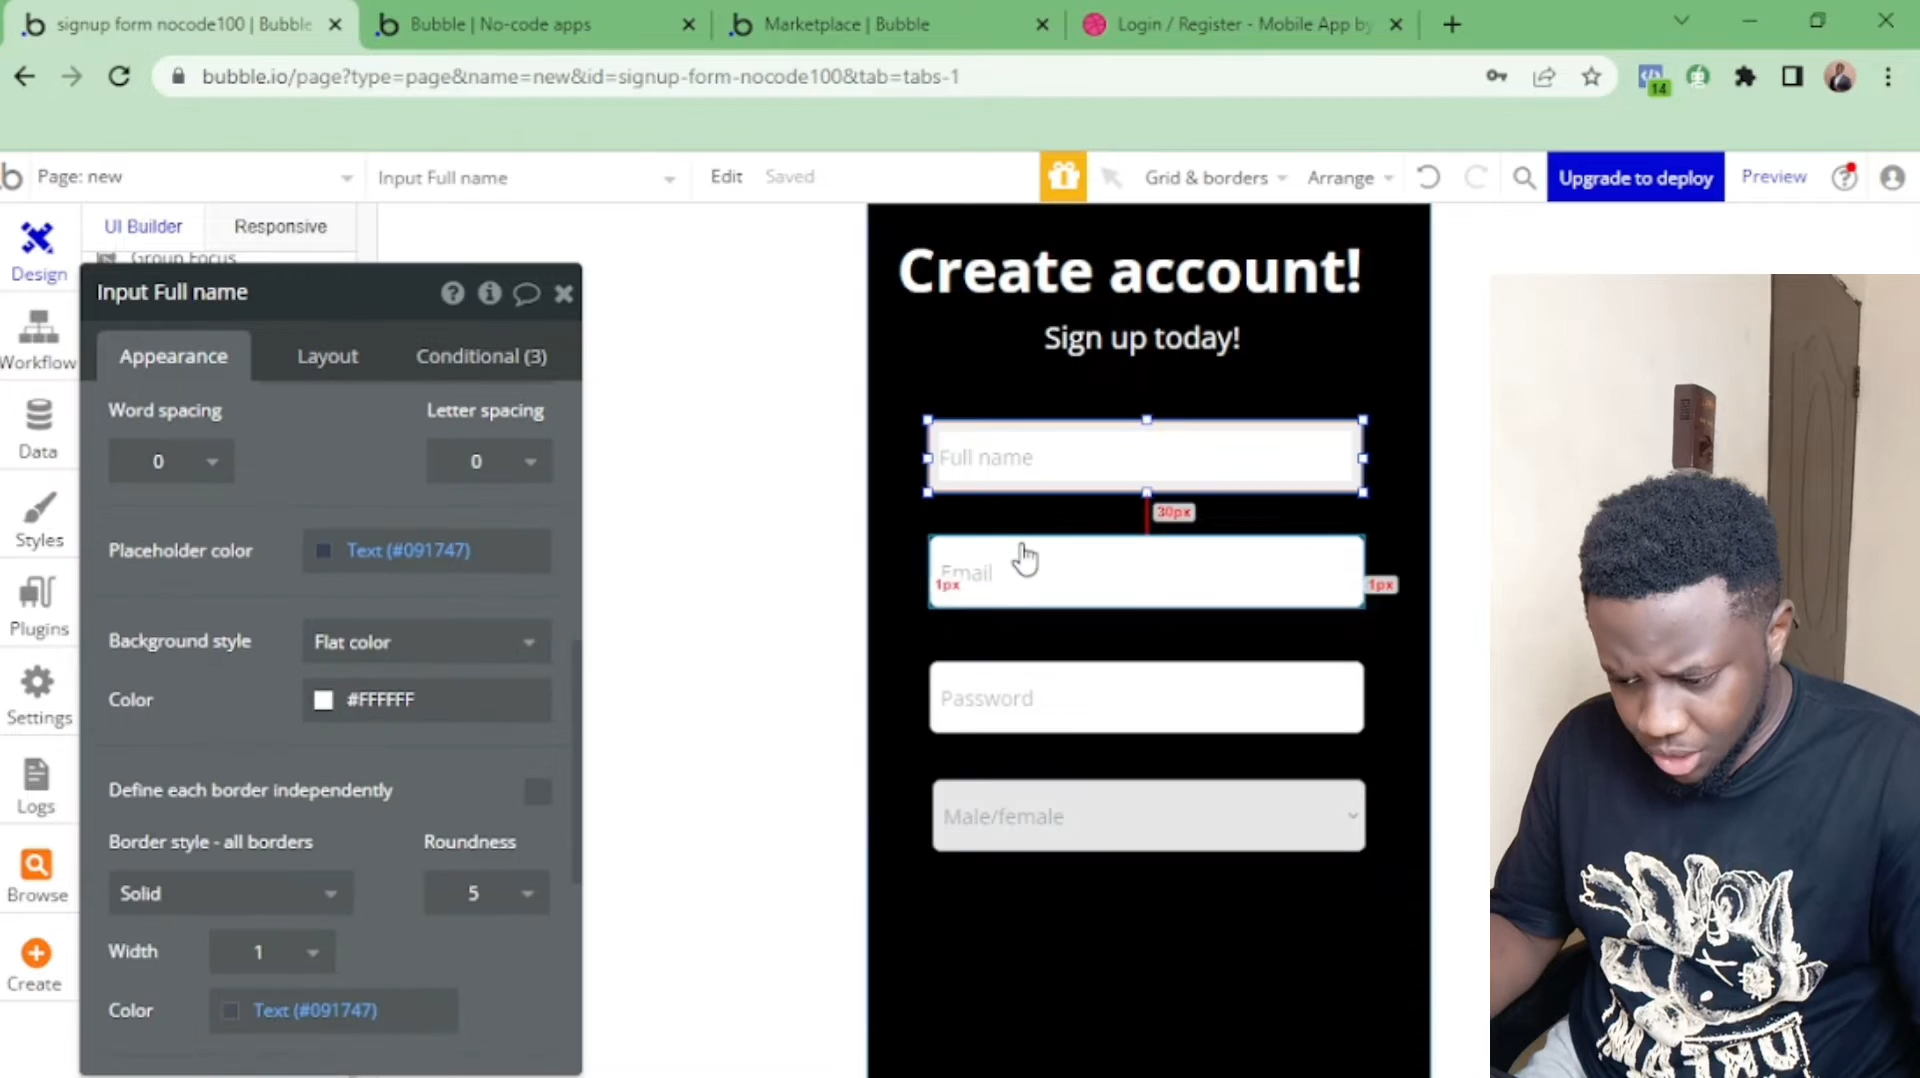 signup form nocode100 | Bubble
Bubble | No-code apps
Marketplace | Bubble
Login / Register - Mobile App by
bubble.io/page?type=page&name=new&id=signup-form-nocode100&tab=tabs-1
14
Page: new
Input Full name
Edit
Saved
Grid & borders
Arrange
Upgrade to deploy
Preview
UI Builder
Responsive
Group Focus
Design
Workflow
Data
Styles
Plugins
Settings
Logs
Browse
Create
Input Full name
Appearance
Layout
Conditional (3)
Word spacing
Letter spacing
0
0
Placeholder color
Text (#091747)
Background style
Flat color
Color
#FFFFFF
Define each border independently
Border style - all borders
Roundness
Solid
5
Width
1
Color
Text (#091747)
Create account!
Sign up today!
Full name
30px
Email
1px
1px
Password
Male/female